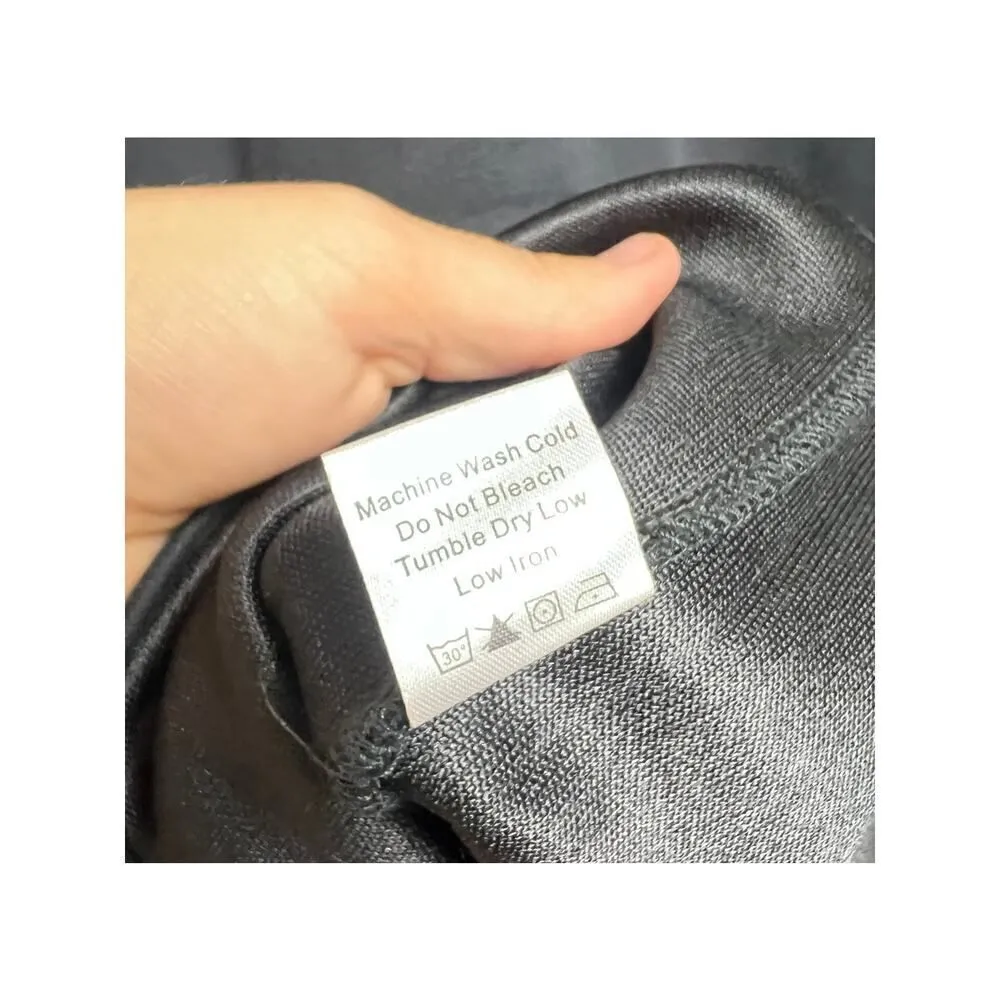 Machine Wash Cold
Do Not Bleach
Tumble Dry Low
Low Iron
30°